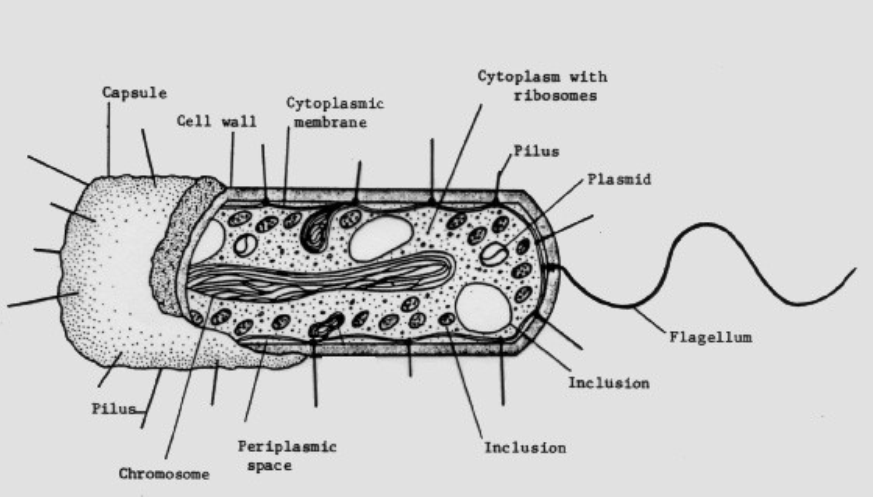 Capsule
Cell wall
Cytoplasmic
membrane
Cytoplasm with
ribosomes
Pilus
Plasmid
Flagellum
Inclusion
Inclusion
Periplasmic
space
Chromosome
Pilus